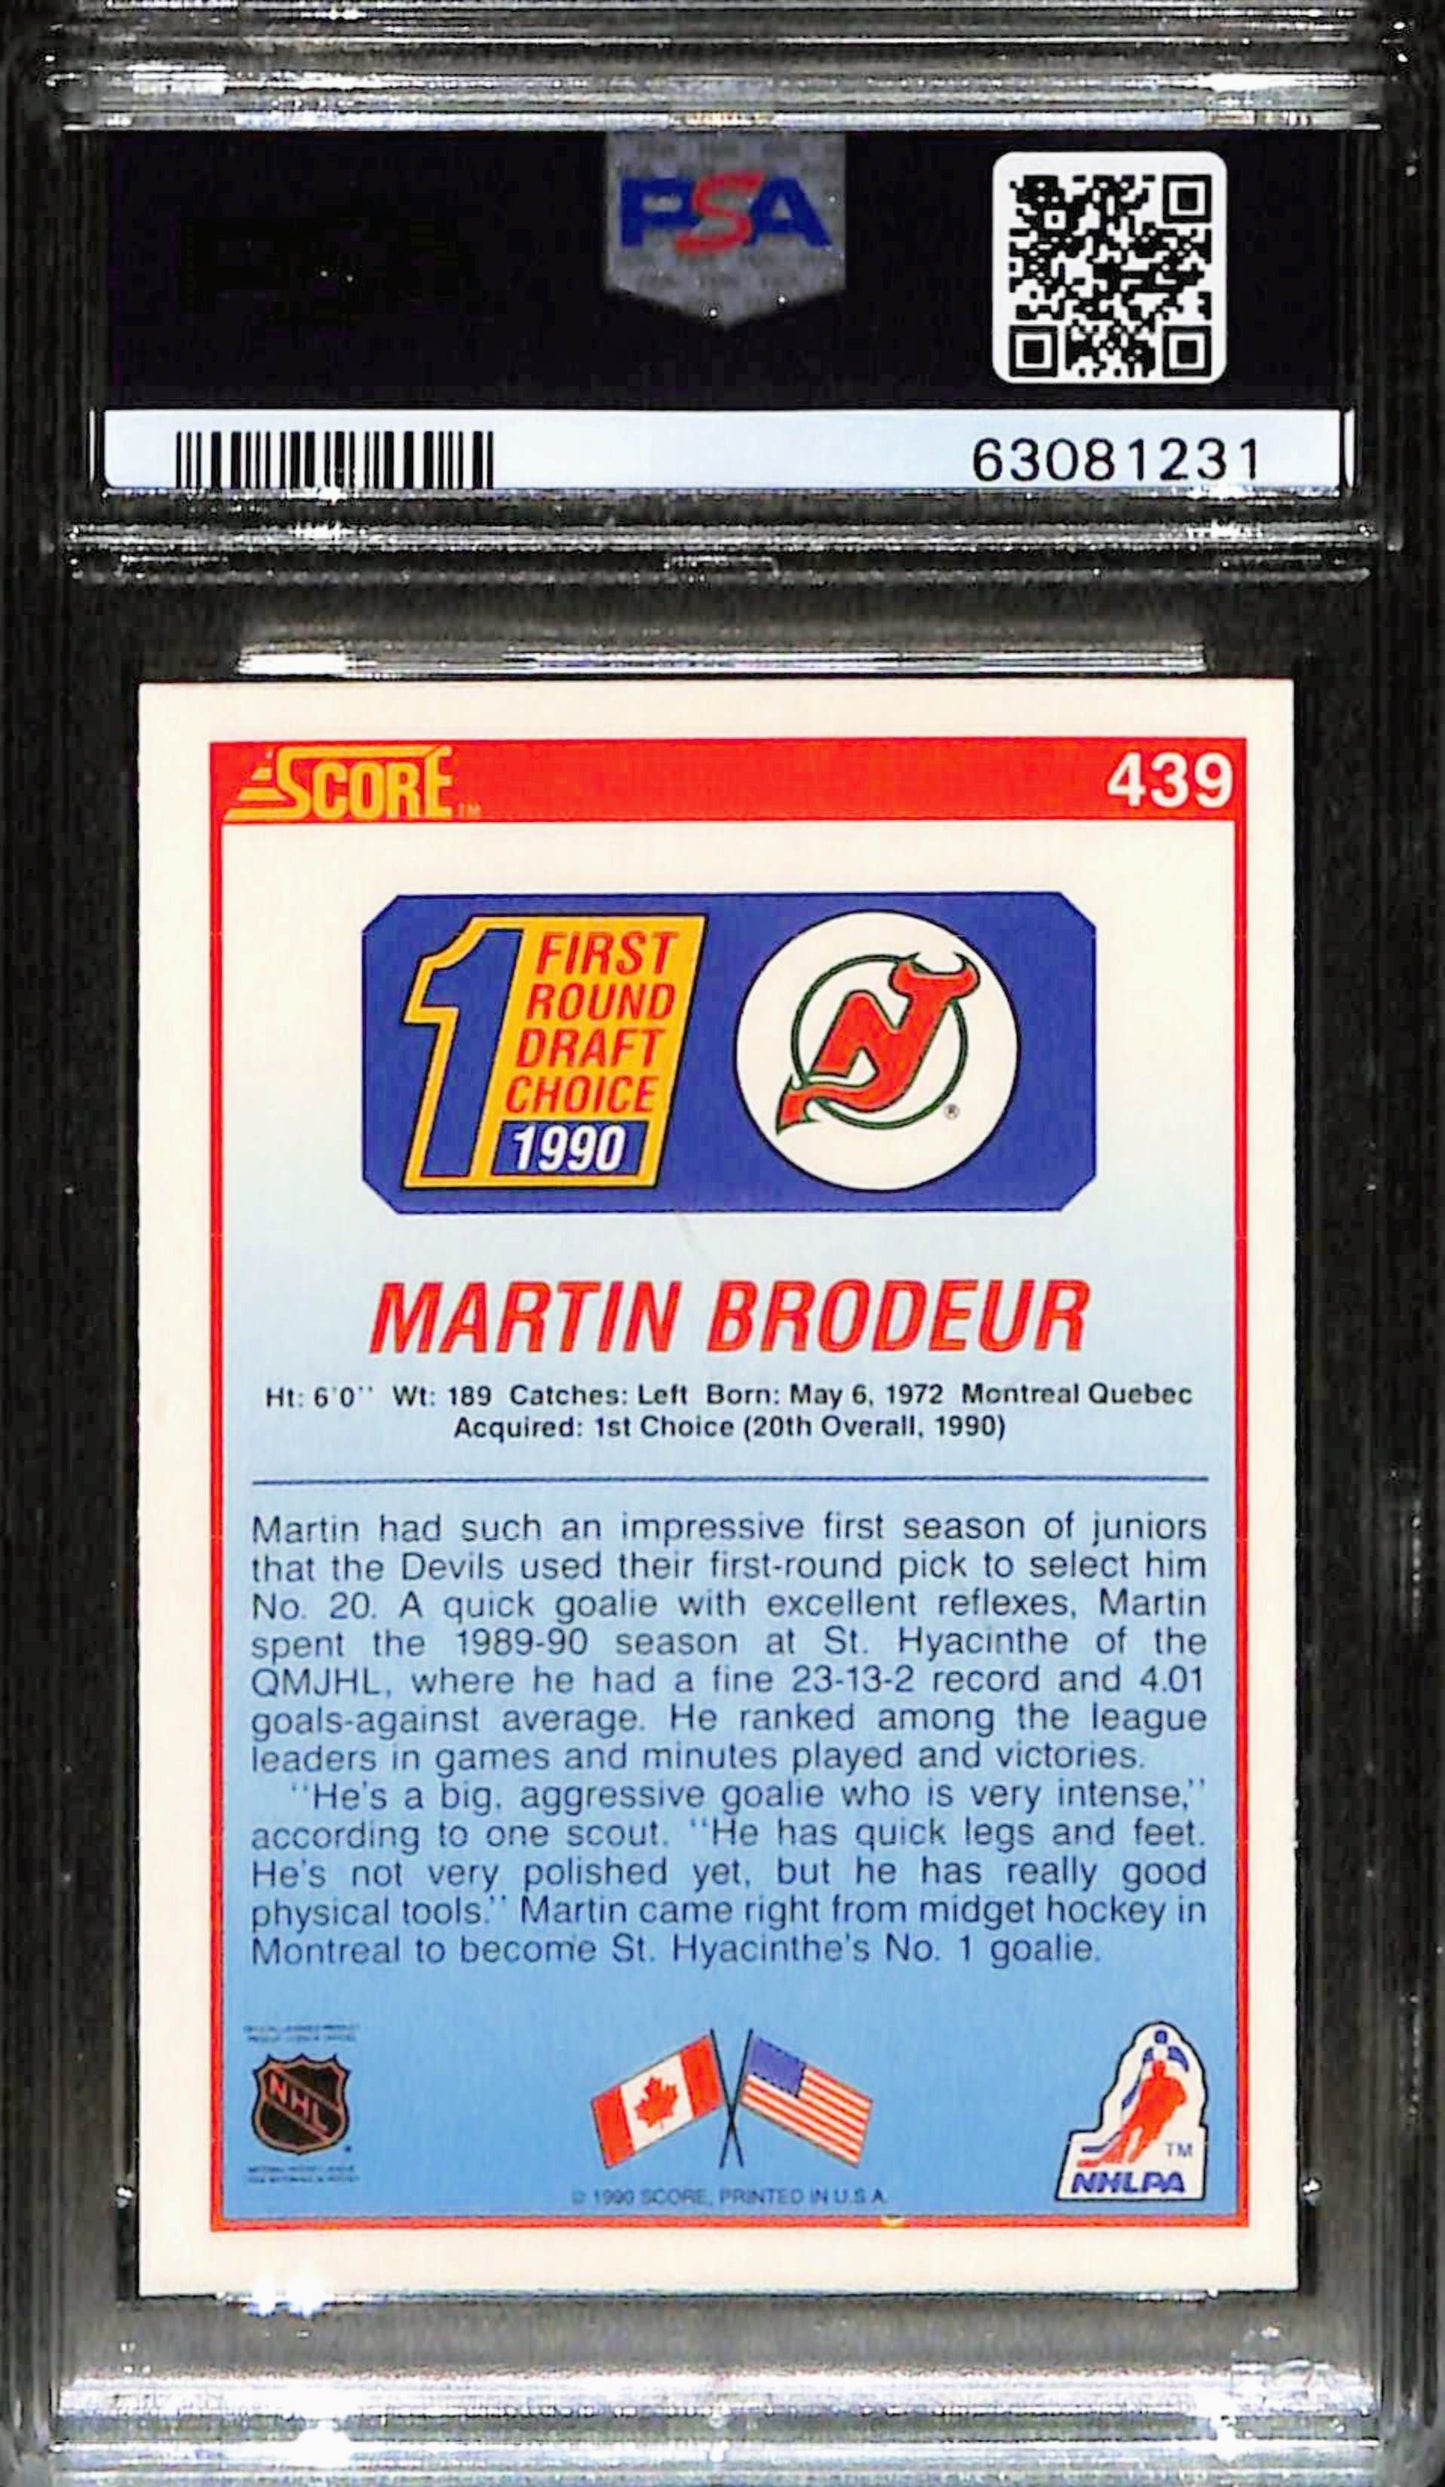 PSA
63081231
SCORE TM
439
1 FIRST
ROUND
DRAFT
CHOICE
1990
®
MARTIN BRODEUR
Ht: 6'0'' Wt: 189 Catches: Left Born: May 6, 1972 Montreal Quebec
Acquired: 1st Choice (20th Overall, 1990)
Martin had such an impressive first season of juniors
that the Devils used their first-round pick to select him
No. 20. A quick goalie with excellent reflexes, Martin
spent the 1989-90 season at St. Hyacinthe of the
QMJHL, where he had a fine 23-13-2 record and 4.01
goals-against average. He ranked among the league
leaders in games and minutes played and victories.
''He's a big, aggressive goalie who is very intense,''
according to one scout. ''He has quick legs and feet.
He's not very polished yet, but he has really good
physical tools.'' Martin came right from midget hockey in
Montreal to become St. Hyacinthe's No. 1 goalie.
NHL
TM
NHLPA
© 1990 SCORE, PRINTED IN U.S.A.